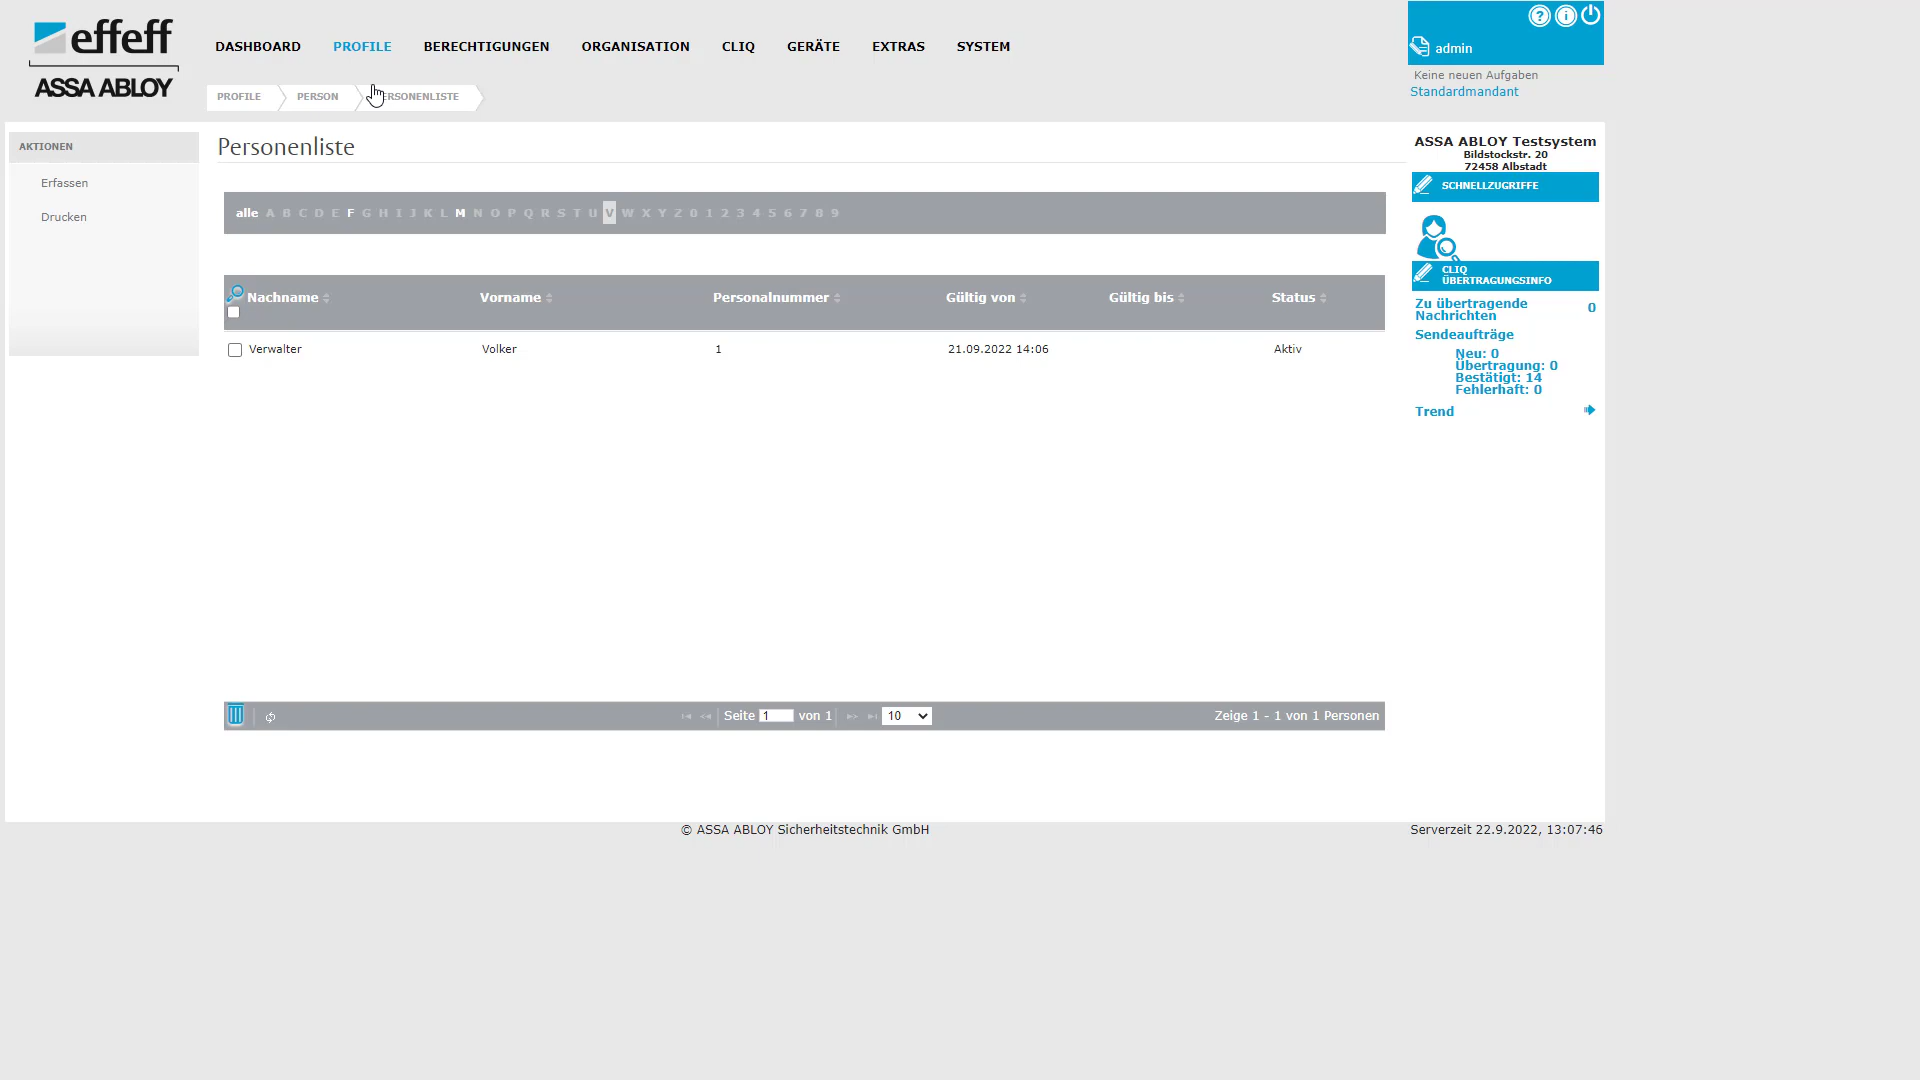 effeff
ASSA ABLOY
DASHBOARD PROFILE BERECHTIGUNGEN ORGANISATION CLIQ GERÄTE EXTRAS SYSTEM
PROFILE PERSON ERSONENLISTE
admin
Keine neuen Aufgaben
Standardmandant
AKTIONEN
Erfassen
Drucken
Personenliste
alle A B C D E F G H I J K L M N O P Q R S T U V W X Y Z 0 1 2 3 4 5 6 7 8 9
Nachname Vorname Personalnummer Gültig von Gültig bis Status
Verwalter Volker 1 21.09.2022 14:06 Aktiv
Seite 1 von 1 10 Zeige 1 - 1 von 1 Personen
ASSA ABLOY Testsystem
Bildstockstr. 20
72458 Albstadt
SCHNELLZUGRIFFE
CLIQ
ÜBERTRAGUNGSINFO
Zu übertragende
Nachrichten 0
Sendeaufträge
Neu: 0
Übertragung: 0
Bestätigt: 14
Fehlerhaft: 0
Trend
© ASSA ABLOY Sicherheitstechnik GmbH
Serverzeit 22.9.2022, 13:07:46